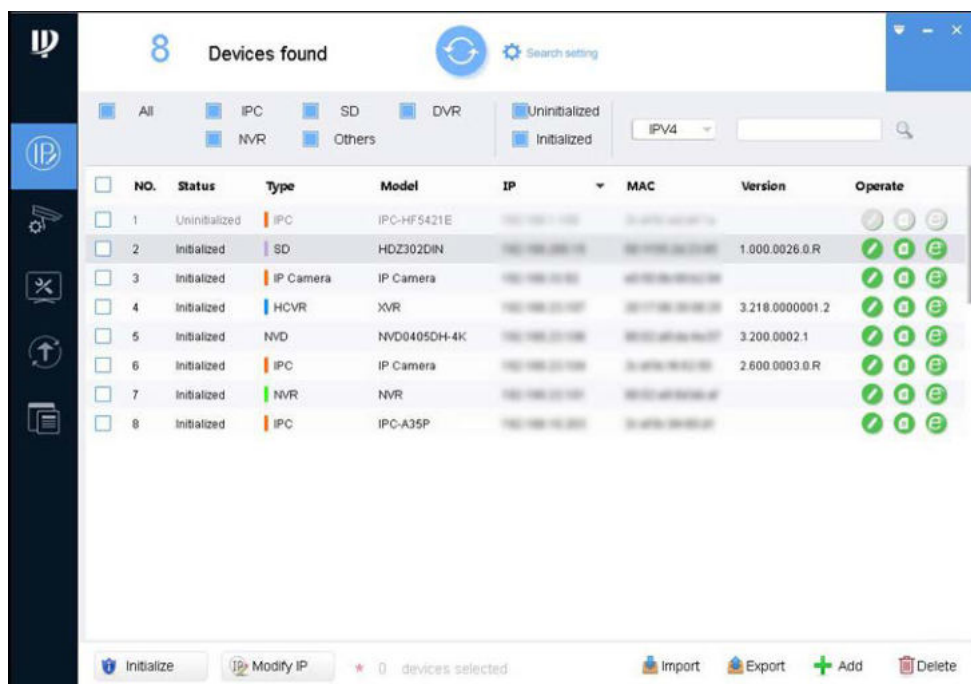 8 Devices found Search setting
All IPC SD DVR Uninitialized
NVR Others Initialized
IPV4
NO. Status Type Model IP MAC Version Operate
1 Uninitialized IPC IPC-HF5421E
2 Initialized SD HDZ302DIN 1.000.0026.0.R
3 Initialized IP Camera IP Camera
4 Initialized HCVR XVR 3.218.0000001.2
5 Initialized NVD NVD0405DH-4K 3.200.0002.1
6 Initialized IPC IP Camera 2.600.0003.0.R
7 Initialized NVR NVR
8 Initialized IPC IPC-A35P
Initialize Modify IP * 0 devices selected Import Export Add Delete